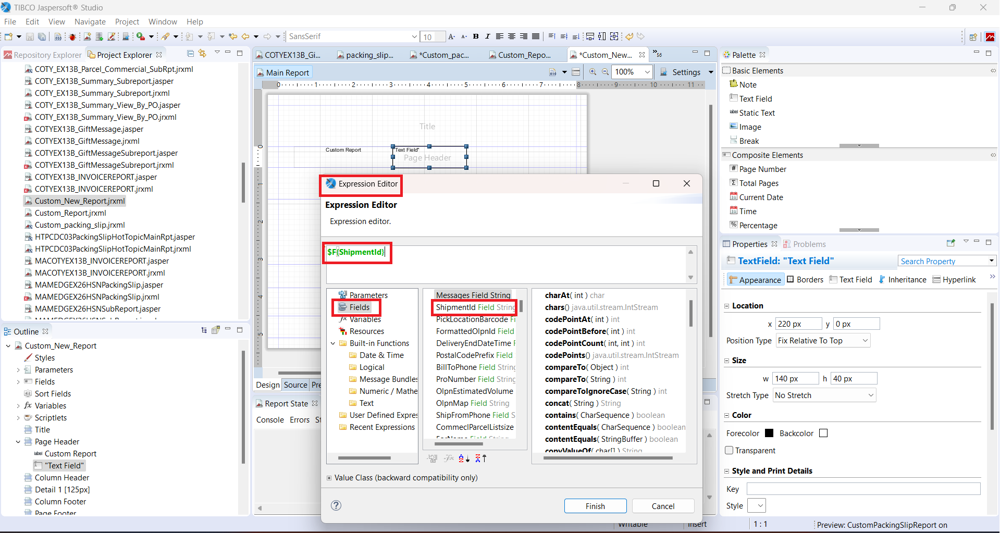 TIBCO Jaspersoft® Studio
File Edit View Navigate Project Window Help
SansSerif 10
Repository Explorer Project Explorer
COTY_EX13B_Parcel_Commercial_SubRpt.jrxml
COTY_EX13B_Summary_Subreport.jasper
COTY_EX13B_Summary_Subreport.jrxml
COTY_EX13B_Summary_View_By_PO.jasper
COTY_EX13B_Summary_View_By_PO.jrxml
COTYEX13B_GiftMessage.jasper
COTYEX13B_GiftMessage.jrxml
COTYEX13B_GiftMessageSubreport.jasper
COTYEX13B_GiftMessageSubreport.jrxml
COTYEX13B_INVOICEREPORT.jasper
COTYEX13B_INVOICEREPORT.jrxml
Custom_New_Report.jrxml
Custom_Report.jrxml
Custom_packing_slip.jrxml
HTPCDC03PackingSlipHotTopicMainRpt.jasper
HTPCDC03PackingSlipHotTopicMainRpt.jrxml
MACOTYEX13B_INVOICEREPORT.jasper
MACOTYEX13B_INVOICEREPORT.jrxml
MAMEDGEX26HSNPackingSlip.jasper
MAMEDGEX26HSNPackingSlip.jrxml
MAMEDGEX26HSNSubReport.jasper
Outline
Custom_New_Report
Styles
Parameters
Fields
Sort Fields
Variables
Scriptlets
Title
Page Header
Custom Report
"Text Field"
Column Header
Detail 1 [125px]
Column Footer
Page Footer
COTYEX13B_Gi... packing_slip... *Custom_pac... Custom_Repo... *Custom_New... »56
Main Report 100% Settings
0 1 2 3 4 5 6 7 8 9 10 11
0
1
2
3
4
5
Title
Custom Report
Text Field"
Page Header
Design Source Pre
Report State
Console Errors St
Expression Editor
Expression Editor
Expression editor.
$F{ShipmentId}
Parameters
Fields
Variables
Resources
Built-in Functions
Date & Time
Logical
Message Bundles
Numeric / Mathe
Text
User Defined Expres
Recent Expressions
Messages Field String
ShipmentId Field String
PickLocationBarcode Fi
FormattedOlpnId Field
DeliveryEndDateTime F
PostalCodePrefix Field
BillToPhone Field String
ProNumber Field String
OlpnEstimatedVolume
OlpnMap Field String
ShipFromPhone Field S
CommeclParcelListsize
charAt( int ) char
chars() java.util.stream.IntStream
codePointAt( int ) int
codePointBefore( int ) int
codePointCount( int, int ) int
codePoints() java.util.stream.IntStream
compareTo( Object ) int
compareTo( String ) int
compareToIgnoreCase( String ) int
concat( String ) String
contains( CharSequence ) boolean
contentEquals( CharSequence ) boolean
contentEquals( StringBuffer ) boolean
copyValueOf( char[] ) String
Value Class (backward compatibility only)
Finish Cancel
Palette
Basic Elements
Note
Text Field
Static Text
Image
Break
Composite Elements
Page Number
Total Pages
Current Date
Time
Percentage
Properties Problems
TextField: "Text Field" Search Property
Appearance Borders Text Field Inheritance Hyperlink »
Location
x 220 px y 0 px
Position Type Fix Relative To Top
Size
w 140 px h 40 px
Stretch Type No Stretch
Color
Forecolor Backcolor
Transparent
Style and Print Details
Key
Style
Writable Insert 1 : 1 Preview: CustomPackingSlipReport on